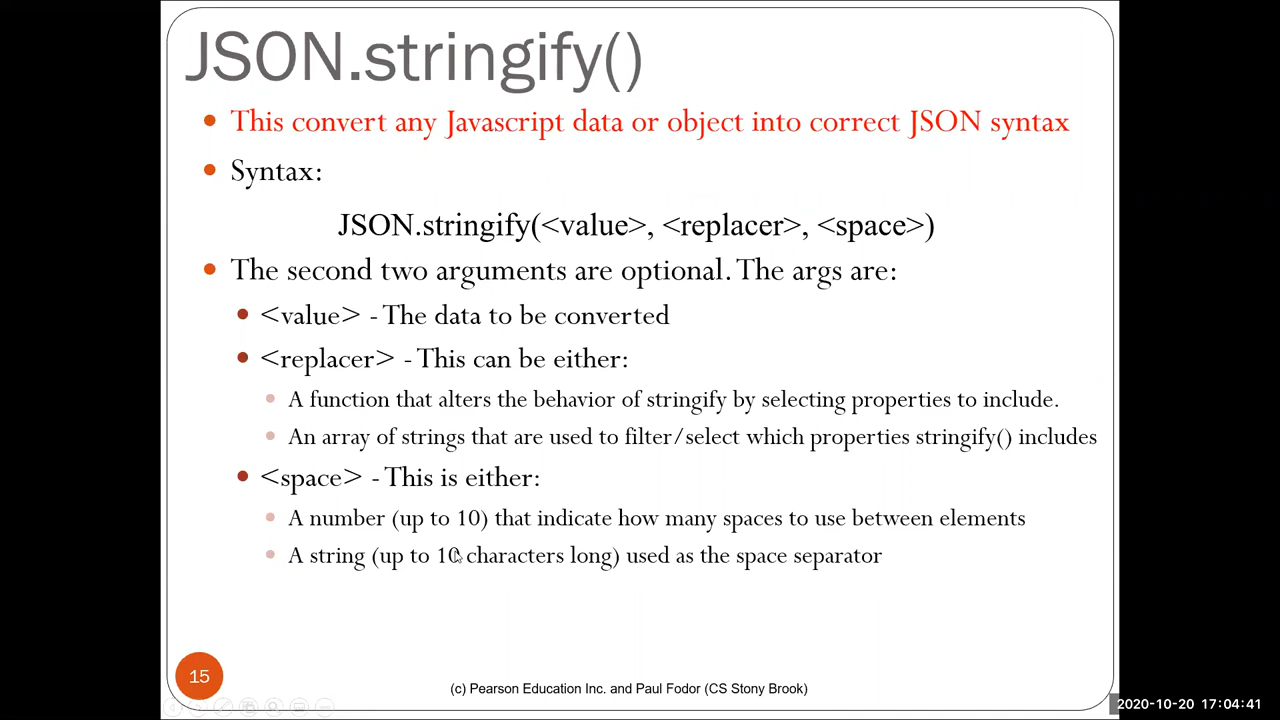 JSON.stringify()
This convert any Javascript data or object into correct JSON syntax
Syntax:
JSON.stringify(<value>, <replacer>, <space>)
The second two arguments are optional. The args are:
<value> - The data to be converted
<replacer> - This can be either:
A function that alters the behavior of stringify by selecting properties to include.
An array of strings that are used to filter/select which properties stringify() includes
<space> - This is either:
A number (up to 10) that indicate how many spaces to use between elements
A string (up to 10 characters long) used as the space separator
15
(c) Pearson Education Inc. and Paul Fodor (CS Stony Brook)
2020-10-20 17:04:41